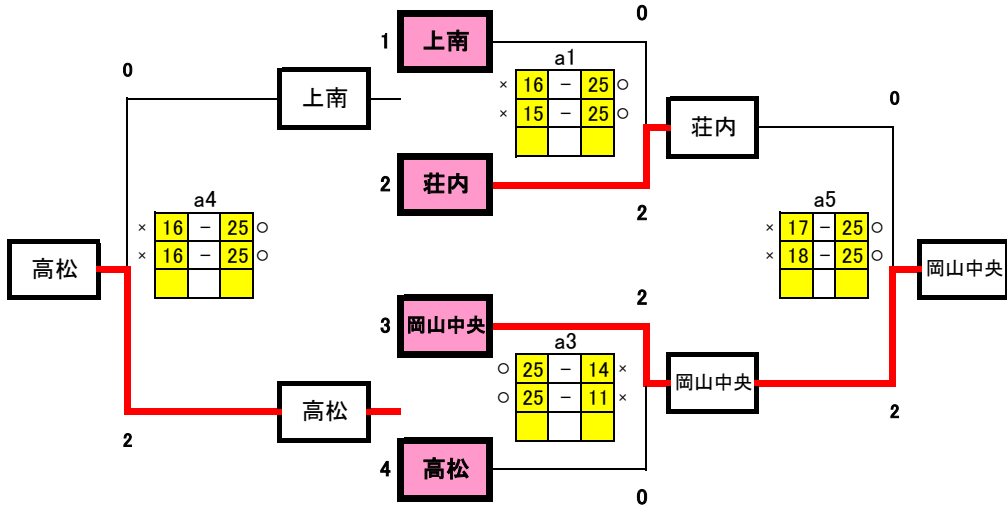 0
1 上南
0
上南
a1
× 16 － 25 ○
× 15 － 25 ○
荘内
0
2 荘内
2
a4
× 16 － 25 ○
× 16 － 25 ○
高松
a5
× 17 － 25 ○
× 18 － 25 ○
岡山中央
3 岡山中央
2
a3
○ 25 － 14 ×
○ 25 － 11 ×
岡山中央
2
高松
2
4 高松
0